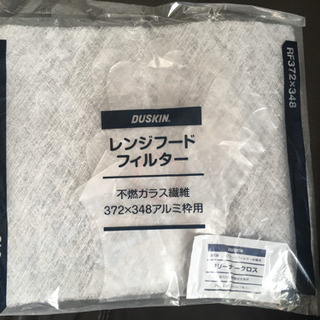 DUSKIN.
レンジフード
フィルター
不燃ガラス繊維
372×348アルミ枠用
RF372×348
DUSKIN
クリーナークロス